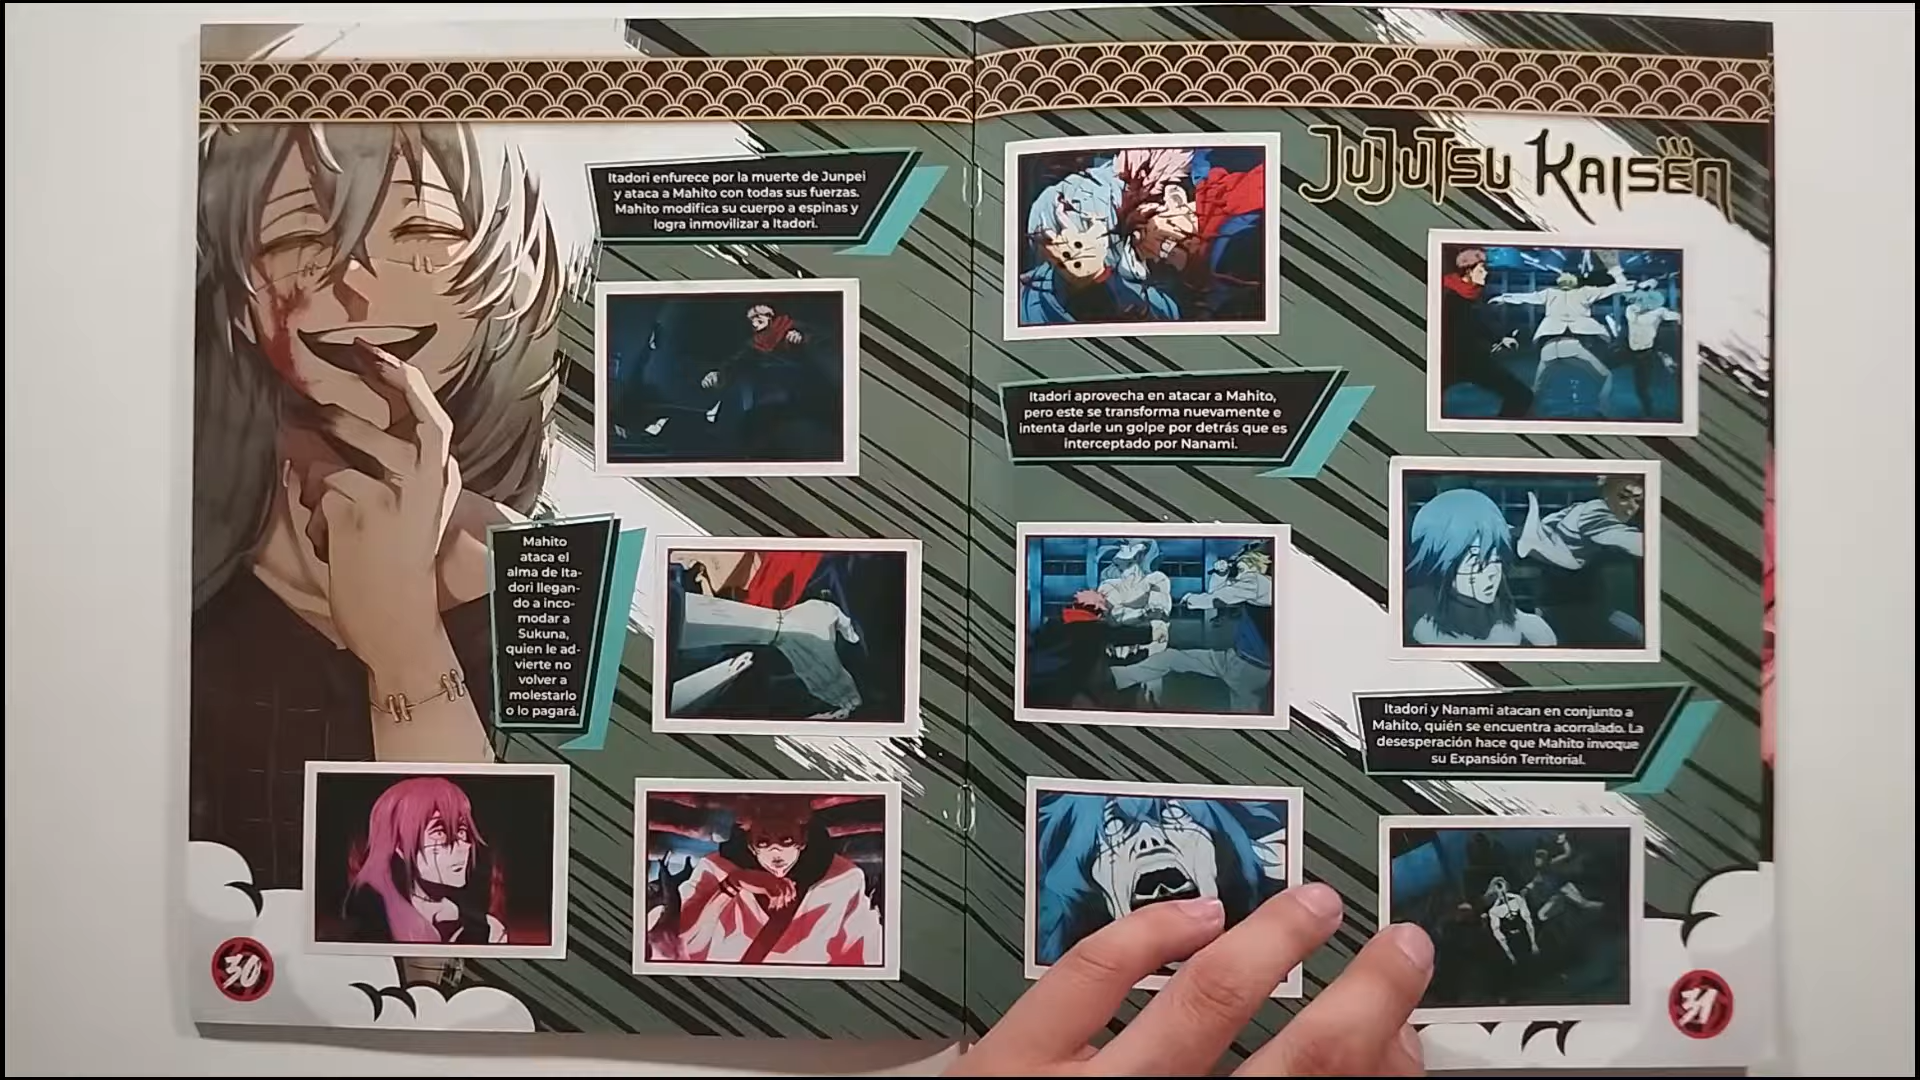 Itadori enfurece por la muerte de Junpei
y ataca a Mahito con todas sus fuerzas.
Mahito modifica su cuerpo a espinas y
logra inmovilizar a Itadori.
Mahito
ataca el
alma de Ita-
dori llegan-
do a inco-
modar a
Sukuna,
quien le ad-
vierte no
volver a
molestarlo
o lo pagará.
30
JUJUTSU KAISEN
Itadori aprovecha en atacar a Mahito,
pero este se transforma nuevamente e
intenta darle un golpe por detrás que es
interceptado por Nanami.
Itadori y Nanami atacan en conjunto a
Mahito, quién se encuentra acorralado. La
desesperación hace que Mahito invoque
su Expansión Territorial.
31